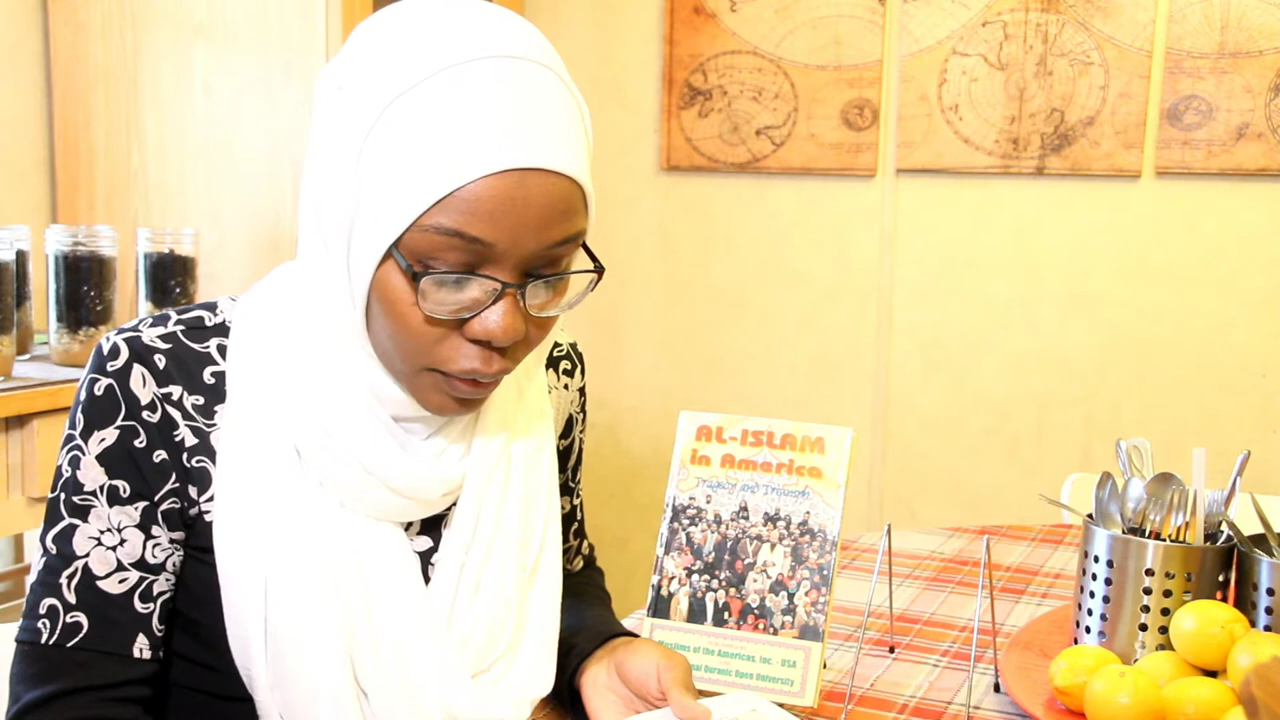 AL-ISLAM
in America
Tragedy and Triumph
Muslims of the Americas, Inc. - USA
Quranic Open University